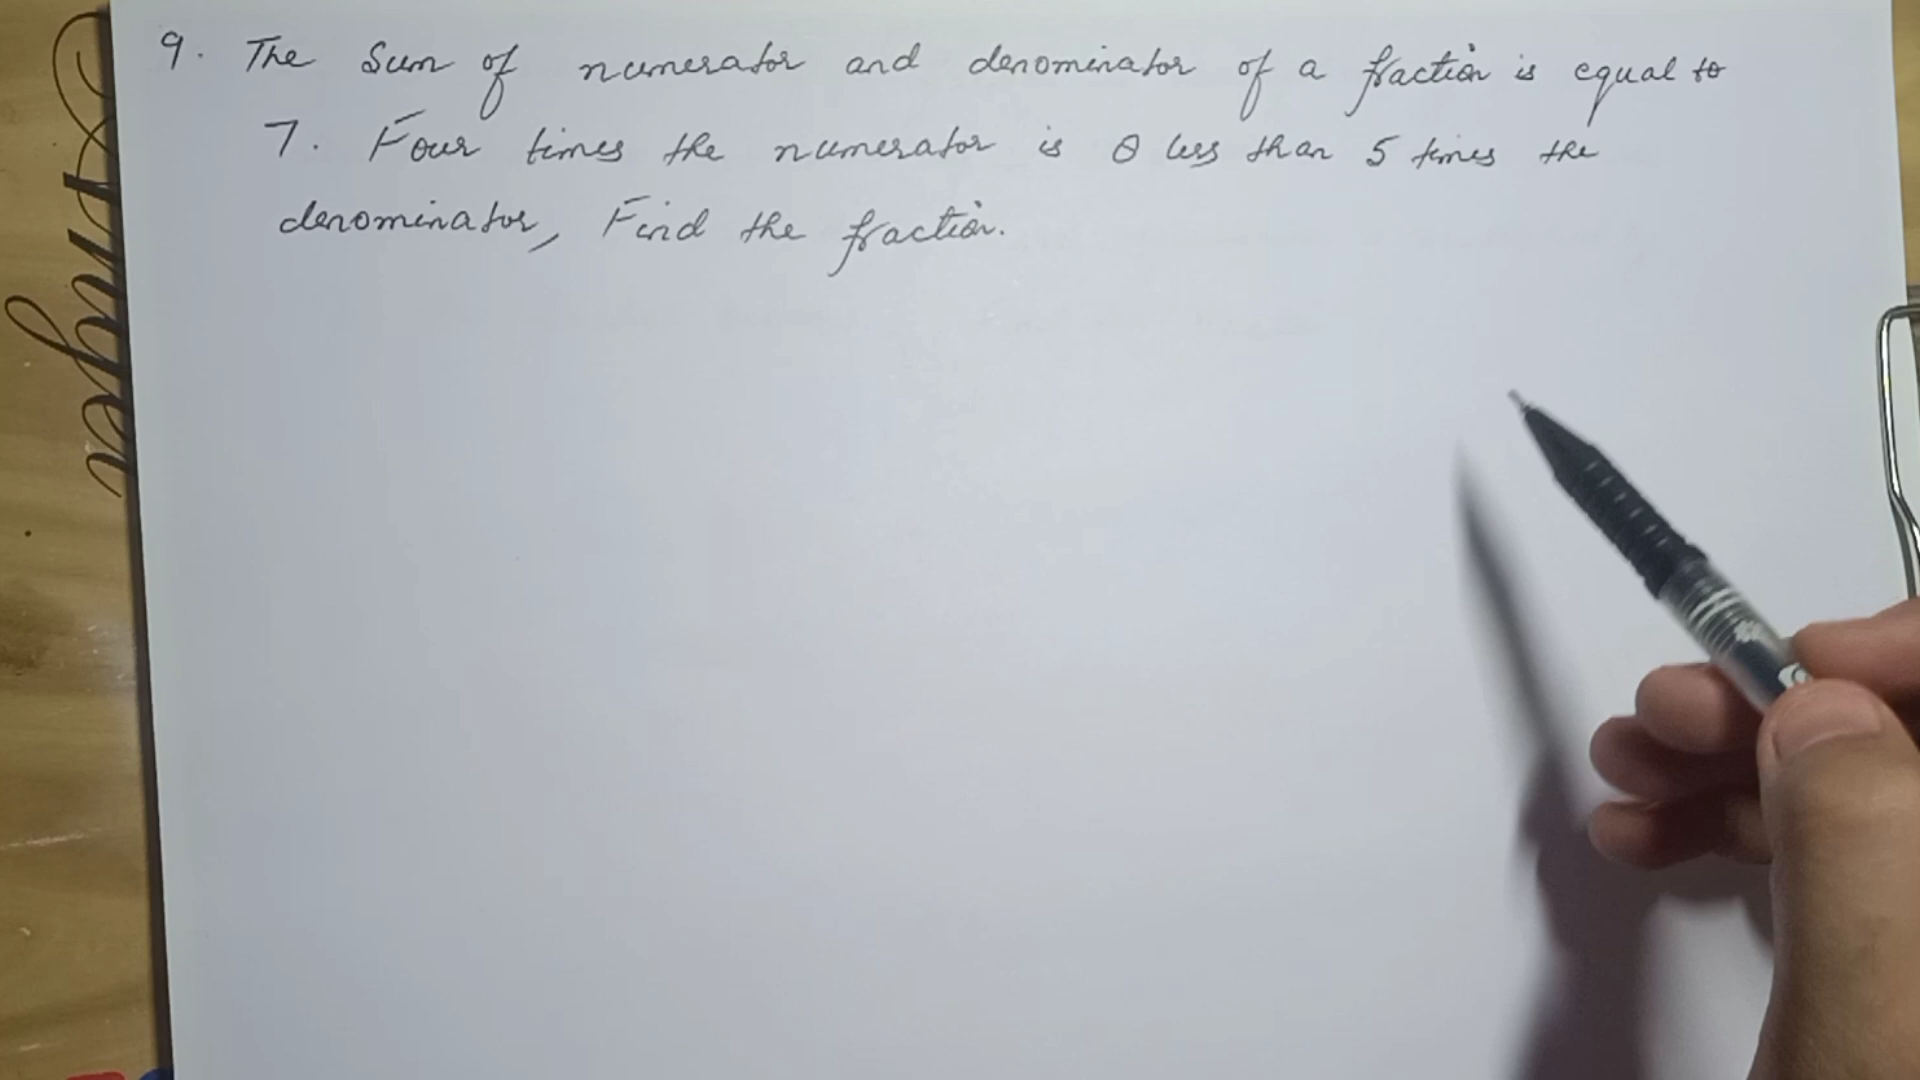 9. The Sum of numerator and denominator of a fraction is equal to
7. Four times the numerator is 8 less than 5 times the
denominator, Find the fraction.